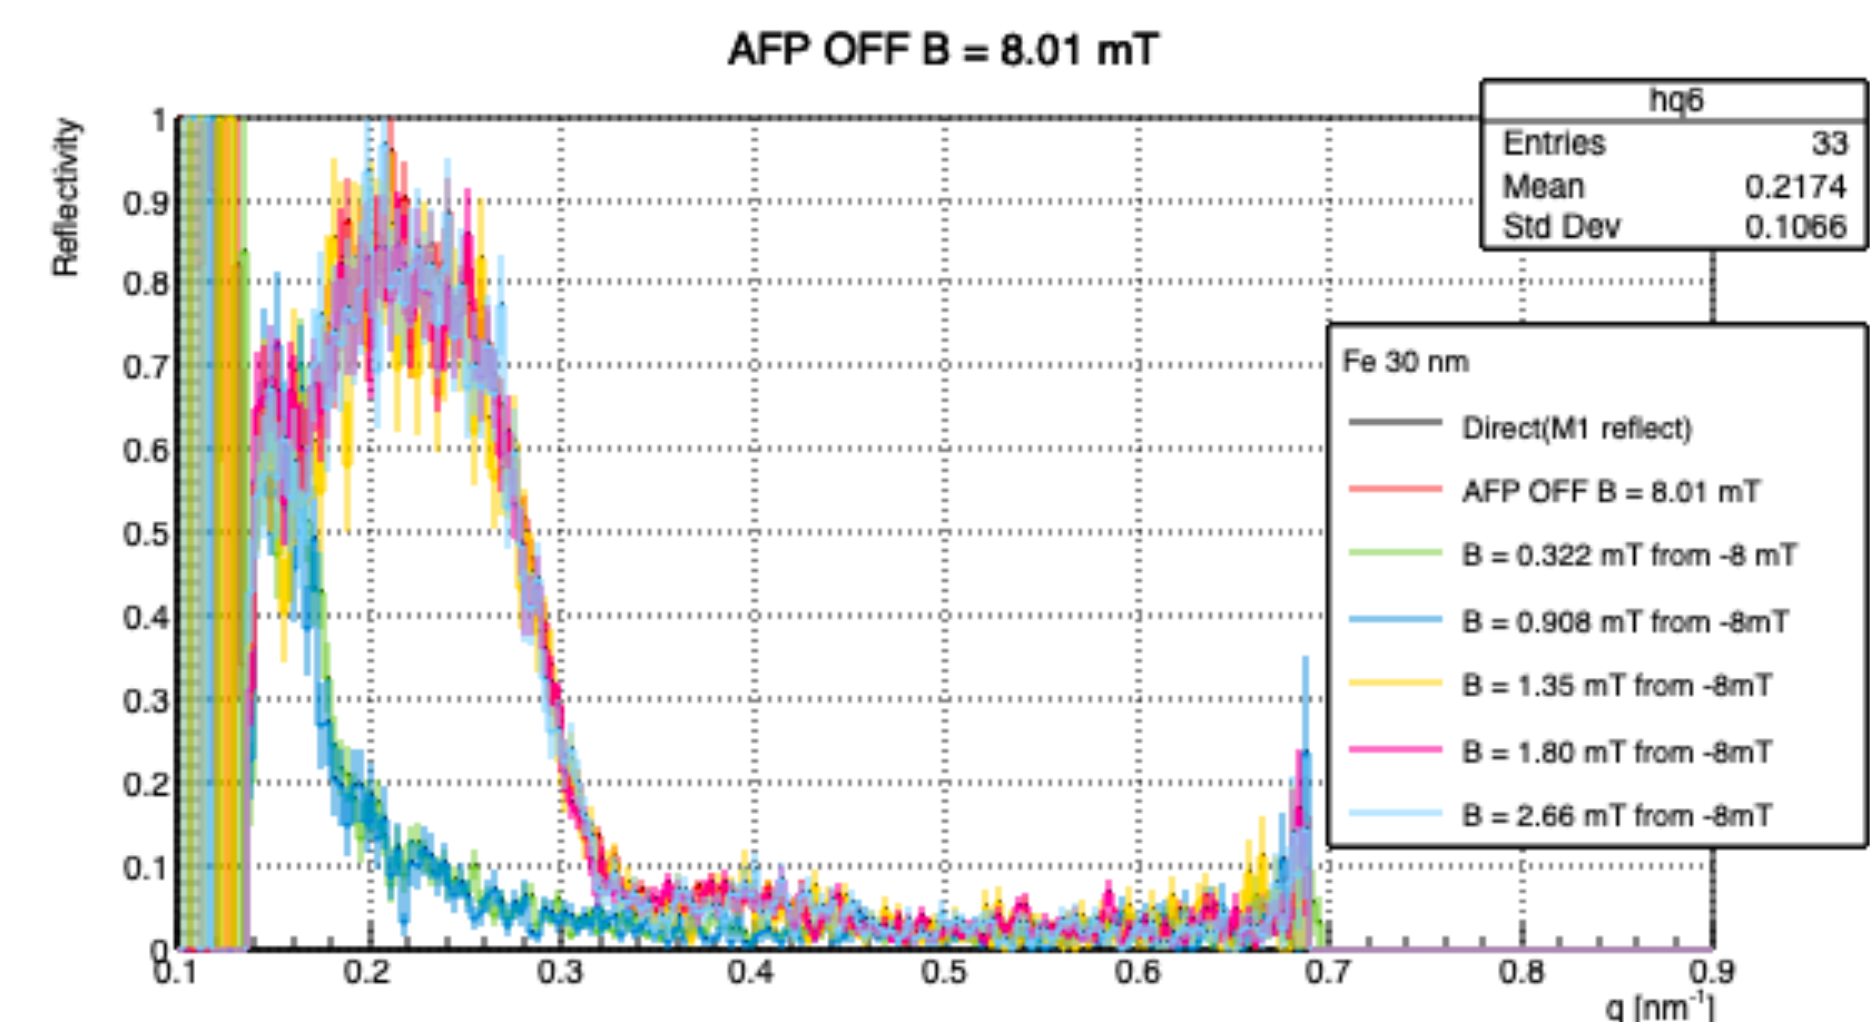 AFP OFF B = 8.01 mT
hq6
Entries 33
Mean 0.2174
Std Dev 0.1066
Reflectivity
1
0.9
0.8
0.7
0.6
0.5
0.4
0.3
0.2
0.1
0
Fe 30 nm
Direct(M1 reflect)
AFP OFF B = 8.01 mT
B = 0.322 mT from -8 mT
B = 0.908 mT from -8mT
B = 1.35 mT from -8mT
B = 1.80 mT from -8mT
B = 2.66 mT from -8mT
0.1 0.2 0.3 0.4 0.5 0.6 0.7 0.8 0.9
q [nm⁻¹]